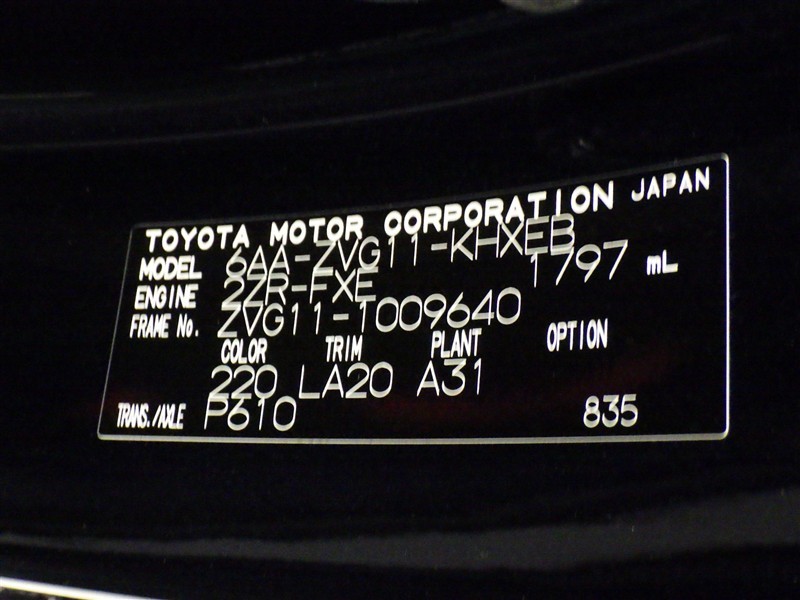 TOYOTA MOTOR CORPORATION JAPAN
MODEL 6AA-ZVG11-KHXEB
ENGINE 2ZR-FXE 1797 mL
FRAME No. ZVG11-1009640
COLOR TRIM PLANT OPTION
220 LA20 A31
TRANS./AXLE P610 835